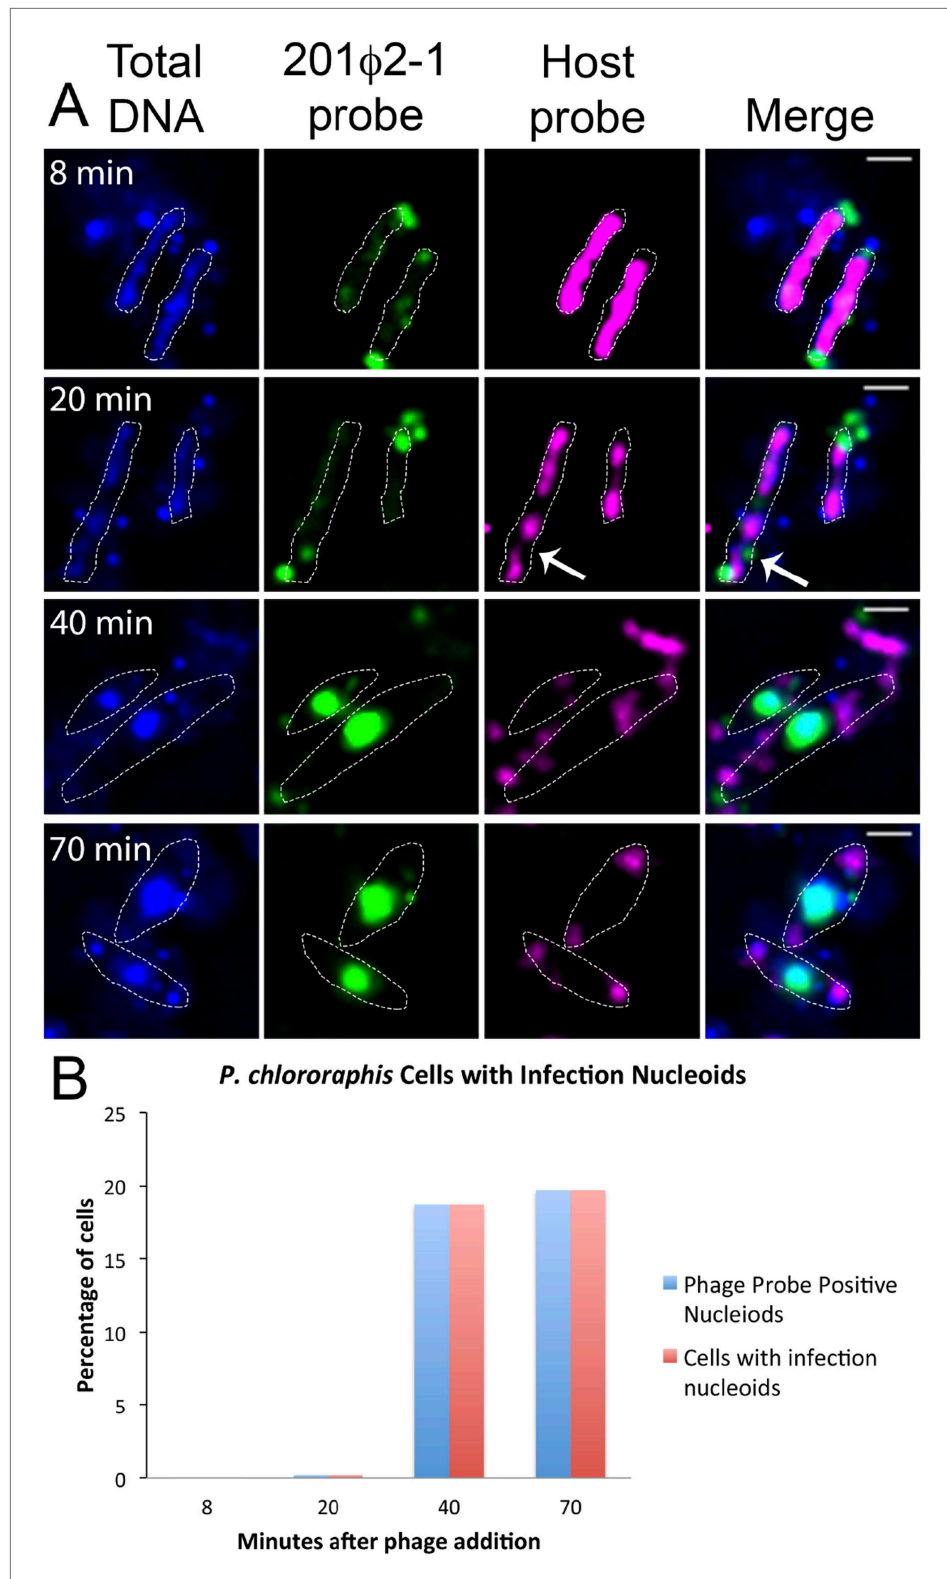 A
Total
DNA
201ϕ2-1
probe
Host
probe
Merge
8 min
20 min
40 min
70 min
B
P. chlororaphis Cells with Infection Nucleoids
Percentage of cells
25
20
15
10
5
0
8 20 40 70
Minutes after phage addition
Phage Probe Positive
Nucleiods
Cells with infection
nucleoids